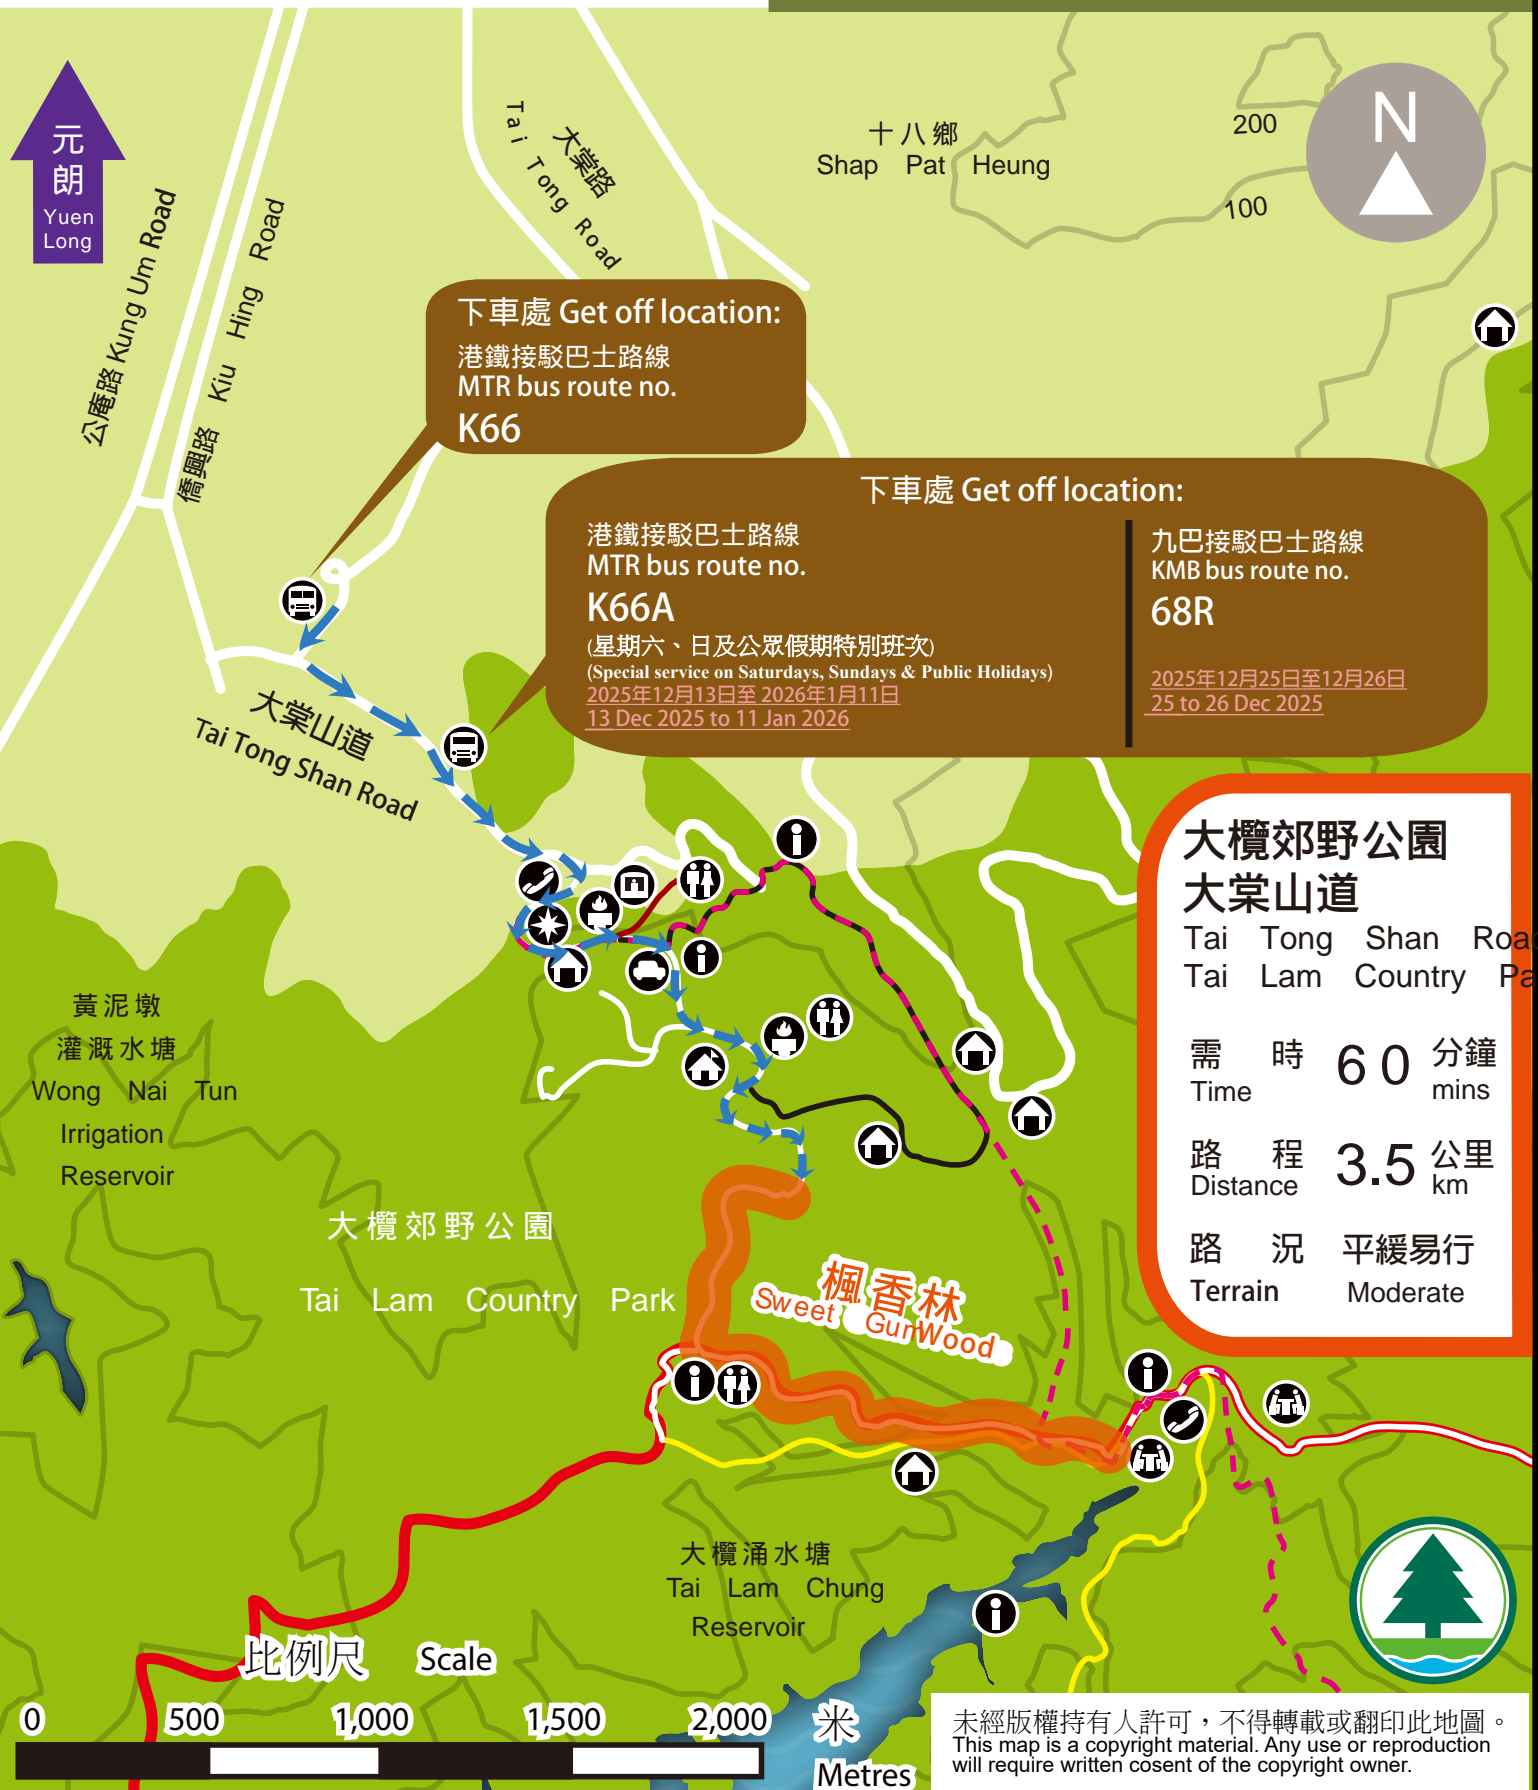 元
朗
Yuen
Long
公庵路 Kung Um Road
僑興路 Kiu Hing Road
大棠路
Tai Tong Road
十八鄉
Shap Pat Heung
200
100
N
下車處 Get off location:
港鐵接駁巴士路線
MTR bus route no.
K66
下車處 Get off location:
港鐵接駁巴士路線
MTR bus route no.
K66A
(星期六、日及公眾假期特別班次)
(Special service on Saturdays, Sundays & Public Holidays)
2025年12月13日至 2026年1月11日
13 Dec 2025 to 11 Jan 2026
九巴接駁巴士路線
KMB bus route no.
68R
2025年12月25日至12月26日
25 to 26 Dec 2025
大棠山道
Tai Tong Shan Road
大欖郊野公園
大棠山道
Tai Tong Shan Road
Tai Lam Country Pa
需時 60 分鐘
Time mins
路程 3.5 公里
Distance km
路況 平緩易行
Terrain Moderate
黃泥墩
灌溉水塘
Wong Nai Tun
Irrigation
Reservoir
大欖郊野公園
Tai Lam Country Park
楓香林
Sweet Gum Wood
大欖涌水塘
Tai Lam Chung
Reservoir
比例尺 Scale
0 500 1,000 1,500 2,000 米
Metres
未經版權持有人許可，不得轉載或翻印此地圖。
This map is a copyright material. Any use or reproduction
will require written cosent of the copyright owner.